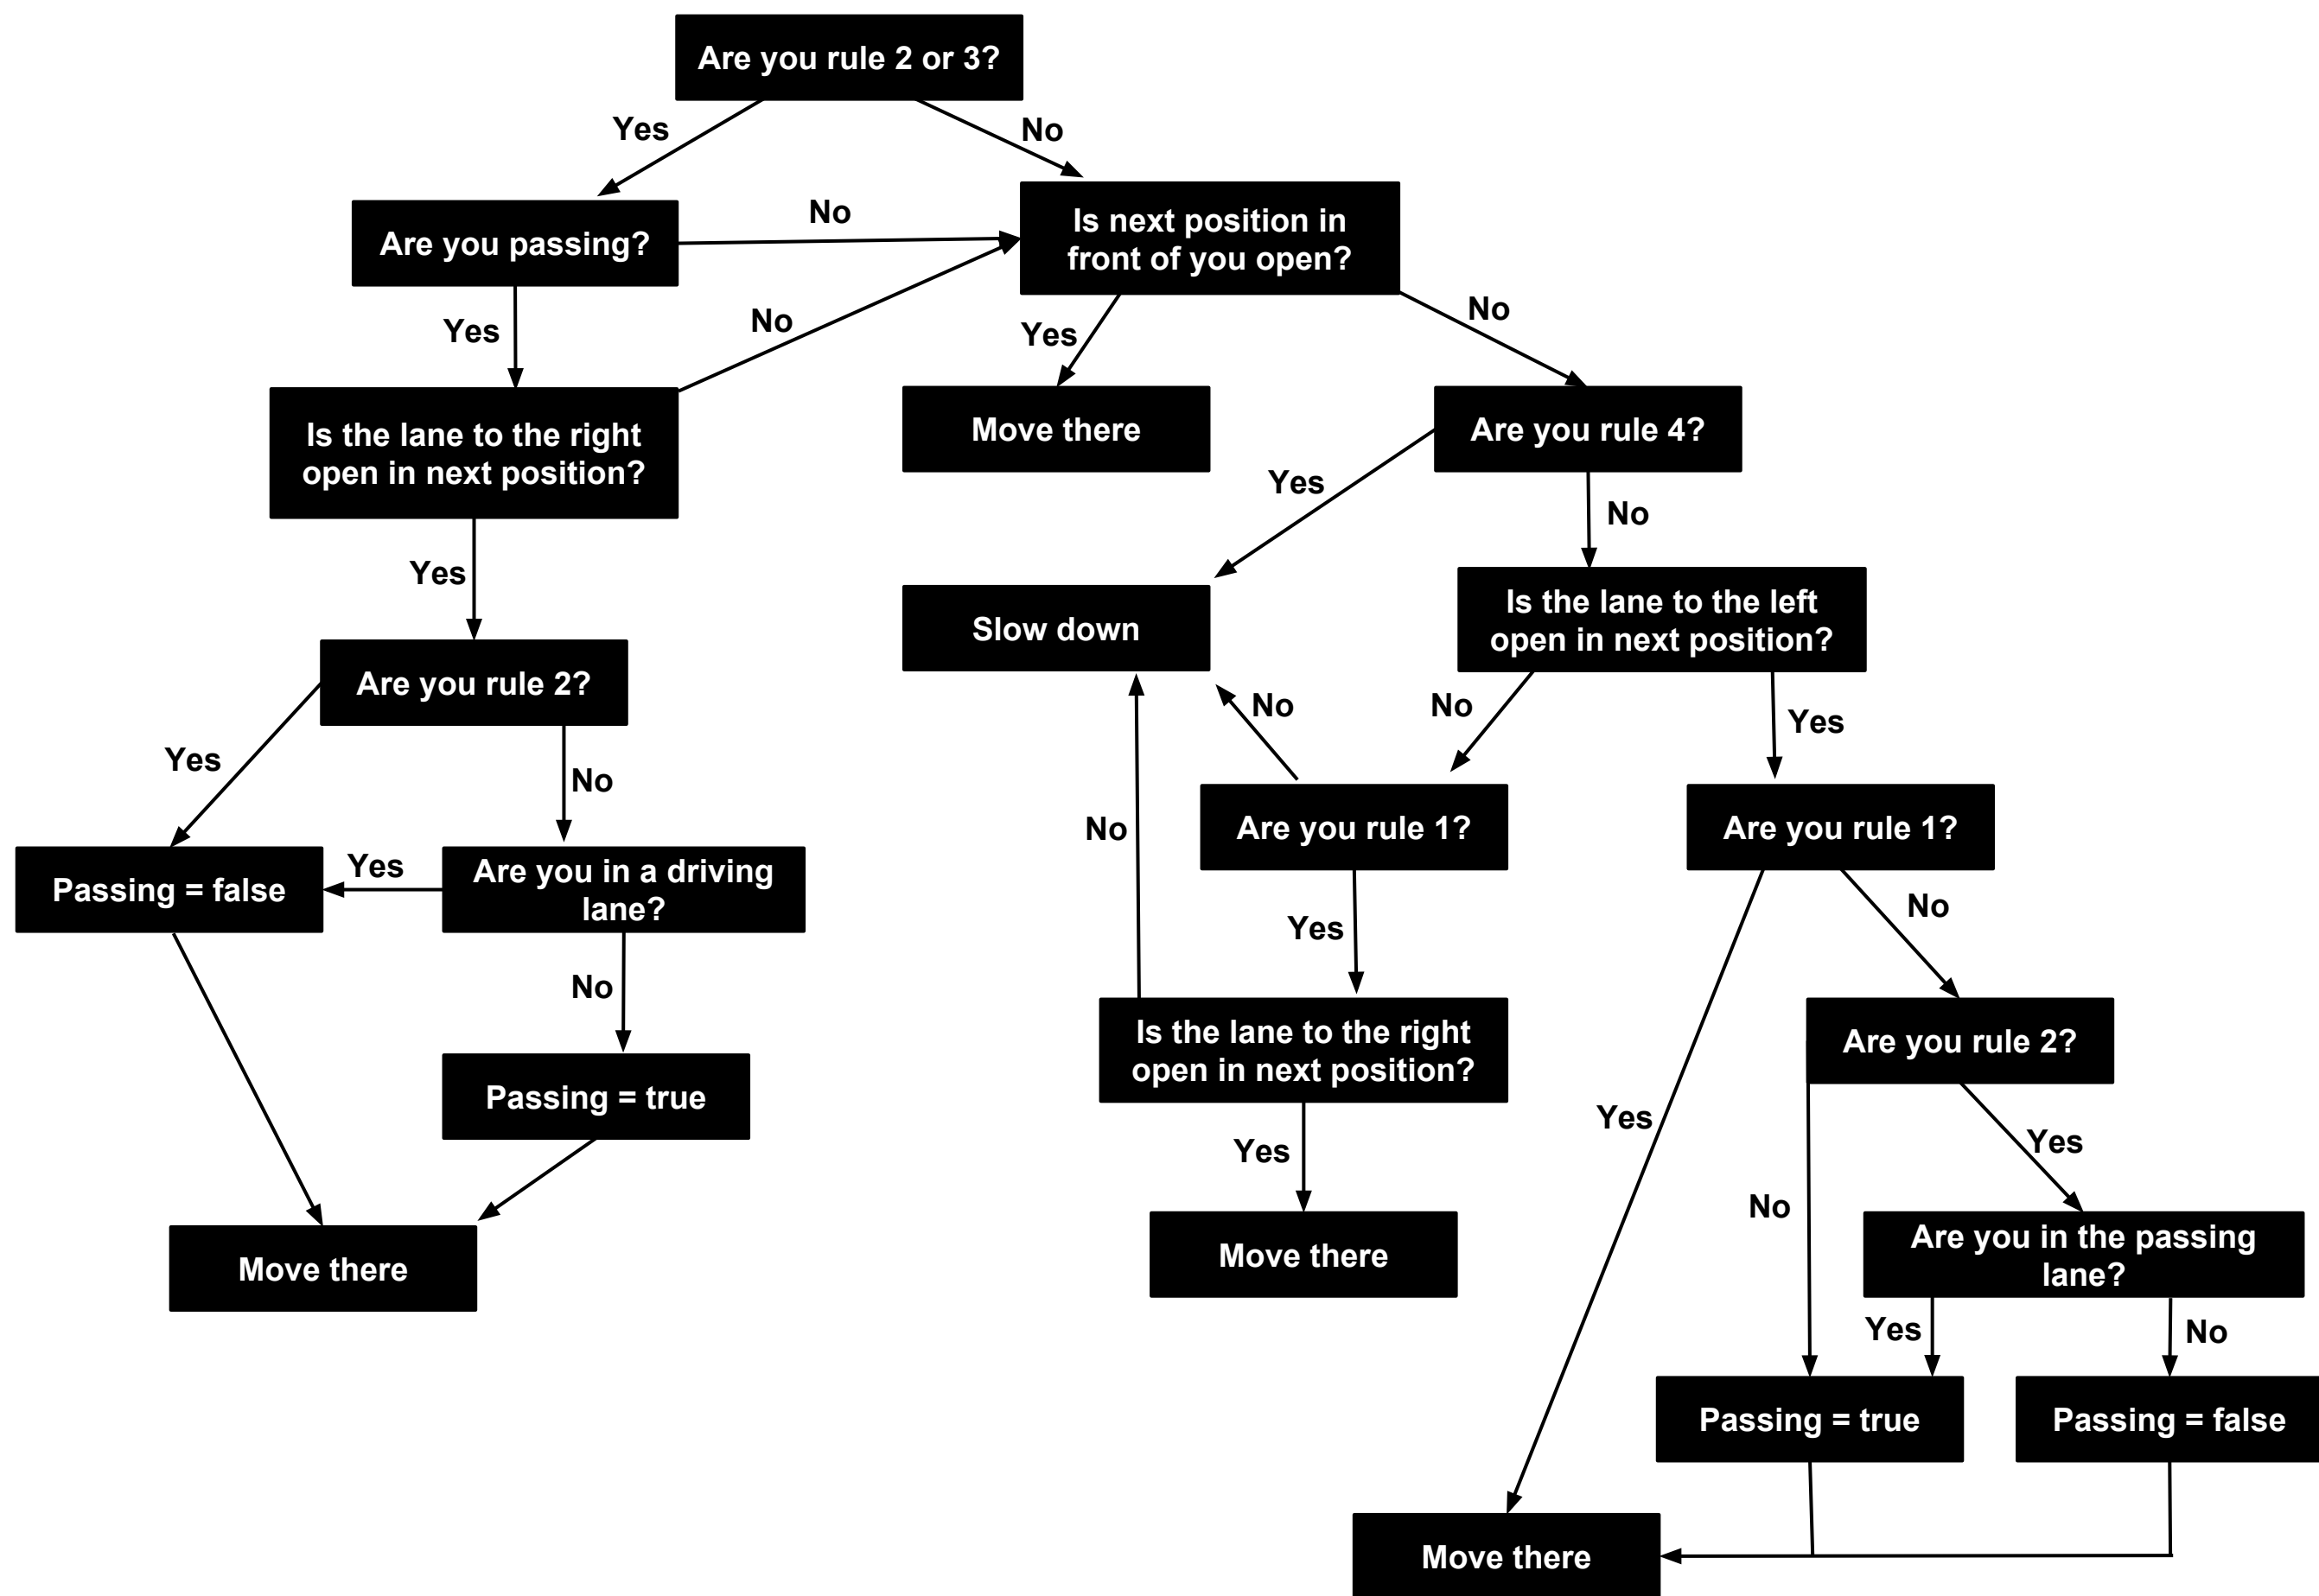 Are you rule 2 or 3?
Yes
No
Are you passing?
No
Is next position in
front of you open?
Yes
No
Yes
No
Is the lane to the right
open in next position?
Move there
Are you rule 4?
Yes
No
Yes
Slow down
Is the lane to the left
open in next position?
Are you rule 2?
No
No
Yes
Yes
No
No
Are you rule 1?
Are you rule 1?
Passing = false
Yes
Are you in a driving
lane?
Yes
No
No
Is the lane to the right
open in next position?
Are you rule 2?
Passing = true
Yes
Yes
Yes
No
Move there
Move there
Are you in the passing
lane?
Yes
No
Passing = true
Passing = false
Move there